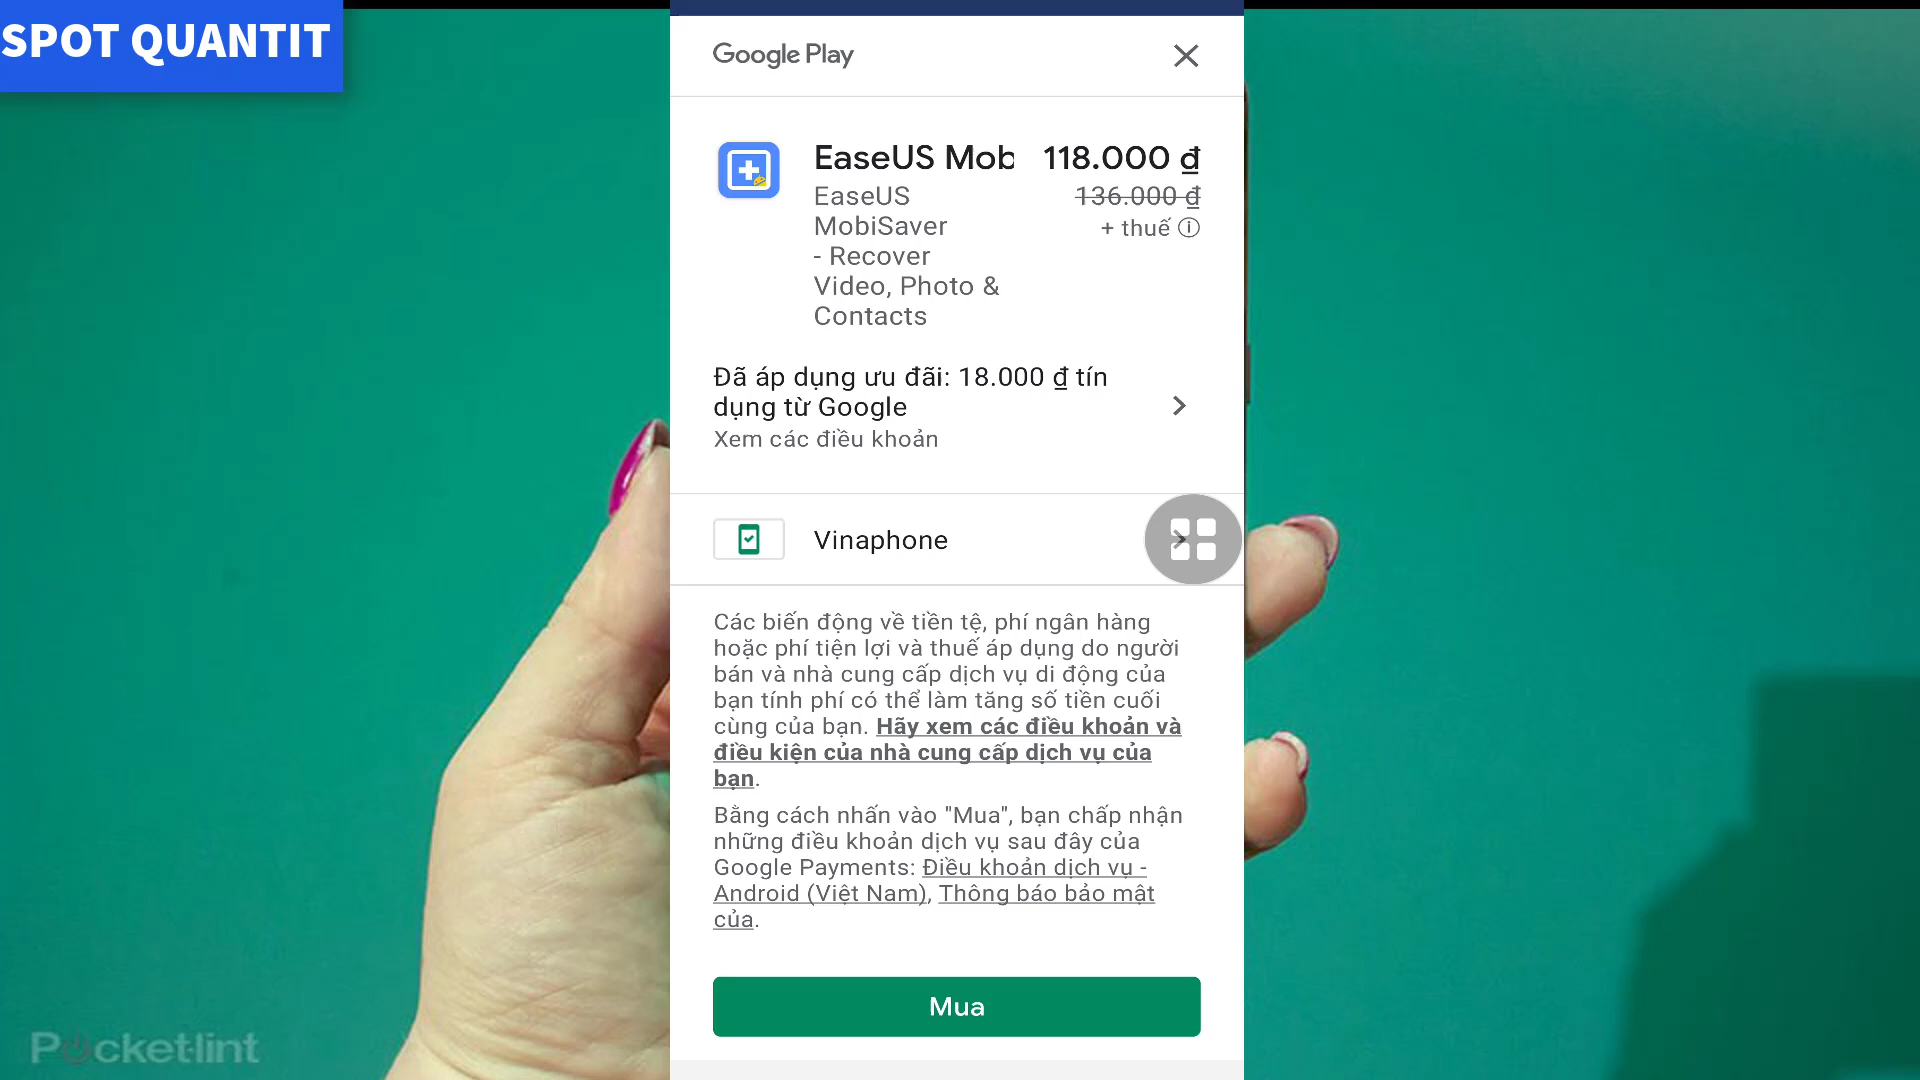 SPOT QUANTIT
Google Play
EaseUS Mob
118.000 ₫
EaseUS
MobiSaver
- Recover
Video, Photo &
Contacts
136.000 ₫
+ thuế
Đã áp dụng ưu đãi: 18.000 ₫ tín
dụng từ Google
Xem các điều khoản
Vinaphone
Các biến động về tiền tệ, phí ngân hàng
hoặc phí tiện lợi và thuế áp dụng do người
bán và nhà cung cấp dịch vụ di động của
bạn tính phí có thể làm tăng số tiền cuối
cùng của bạn. Hãy xem các điều khoản và
điều kiện của nhà cung cấp dịch vụ của
bạn.
Bằng cách nhấn vào "Mua", bạn chấp nhận
những điều khoản dịch vụ sau đây của
Google Payments: Điều khoản dịch vụ -
Android (Việt Nam), Thông báo bảo mật
của.
Mua
Pocket-lint